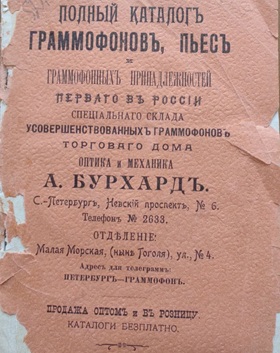 ПОЛНЫЙ КАТАЛОГЪ
ГРАММОФОНОВЪ, ПЬЕСЪ
и
ГРАММОФОННЫХЪ ПРИНАДЛЕЖНОСТЕЙ
ПЕРВАГО ВЪ РОССІИ
СПЕЦІАЛЬНАГО СКЛАДА
УСОВЕРШЕНСТВОВАННЫХЪ ГРАММОФОНОВЪ
ТОРГОВАГО ДОМА
ОПТИКА и МЕХАНИКА
А. БУРХАРДЪ.
С.-Петербургъ, Невскій проспектъ, № 6.
Телефонъ № 2633.
ОТДѢЛЕНІЕ:
Малая Морская, (нынѣ Гоголя), ул., № 4.
Адресъ для телеграммъ:
ПЕТЕРБУРГЪ—ГРАММОФОНЪ.
ПРОДАЖА ОПТОМЪ и ВЪ РОЗНИЦУ.
КАТАЛОГИ БЕЗПЛАТНО.